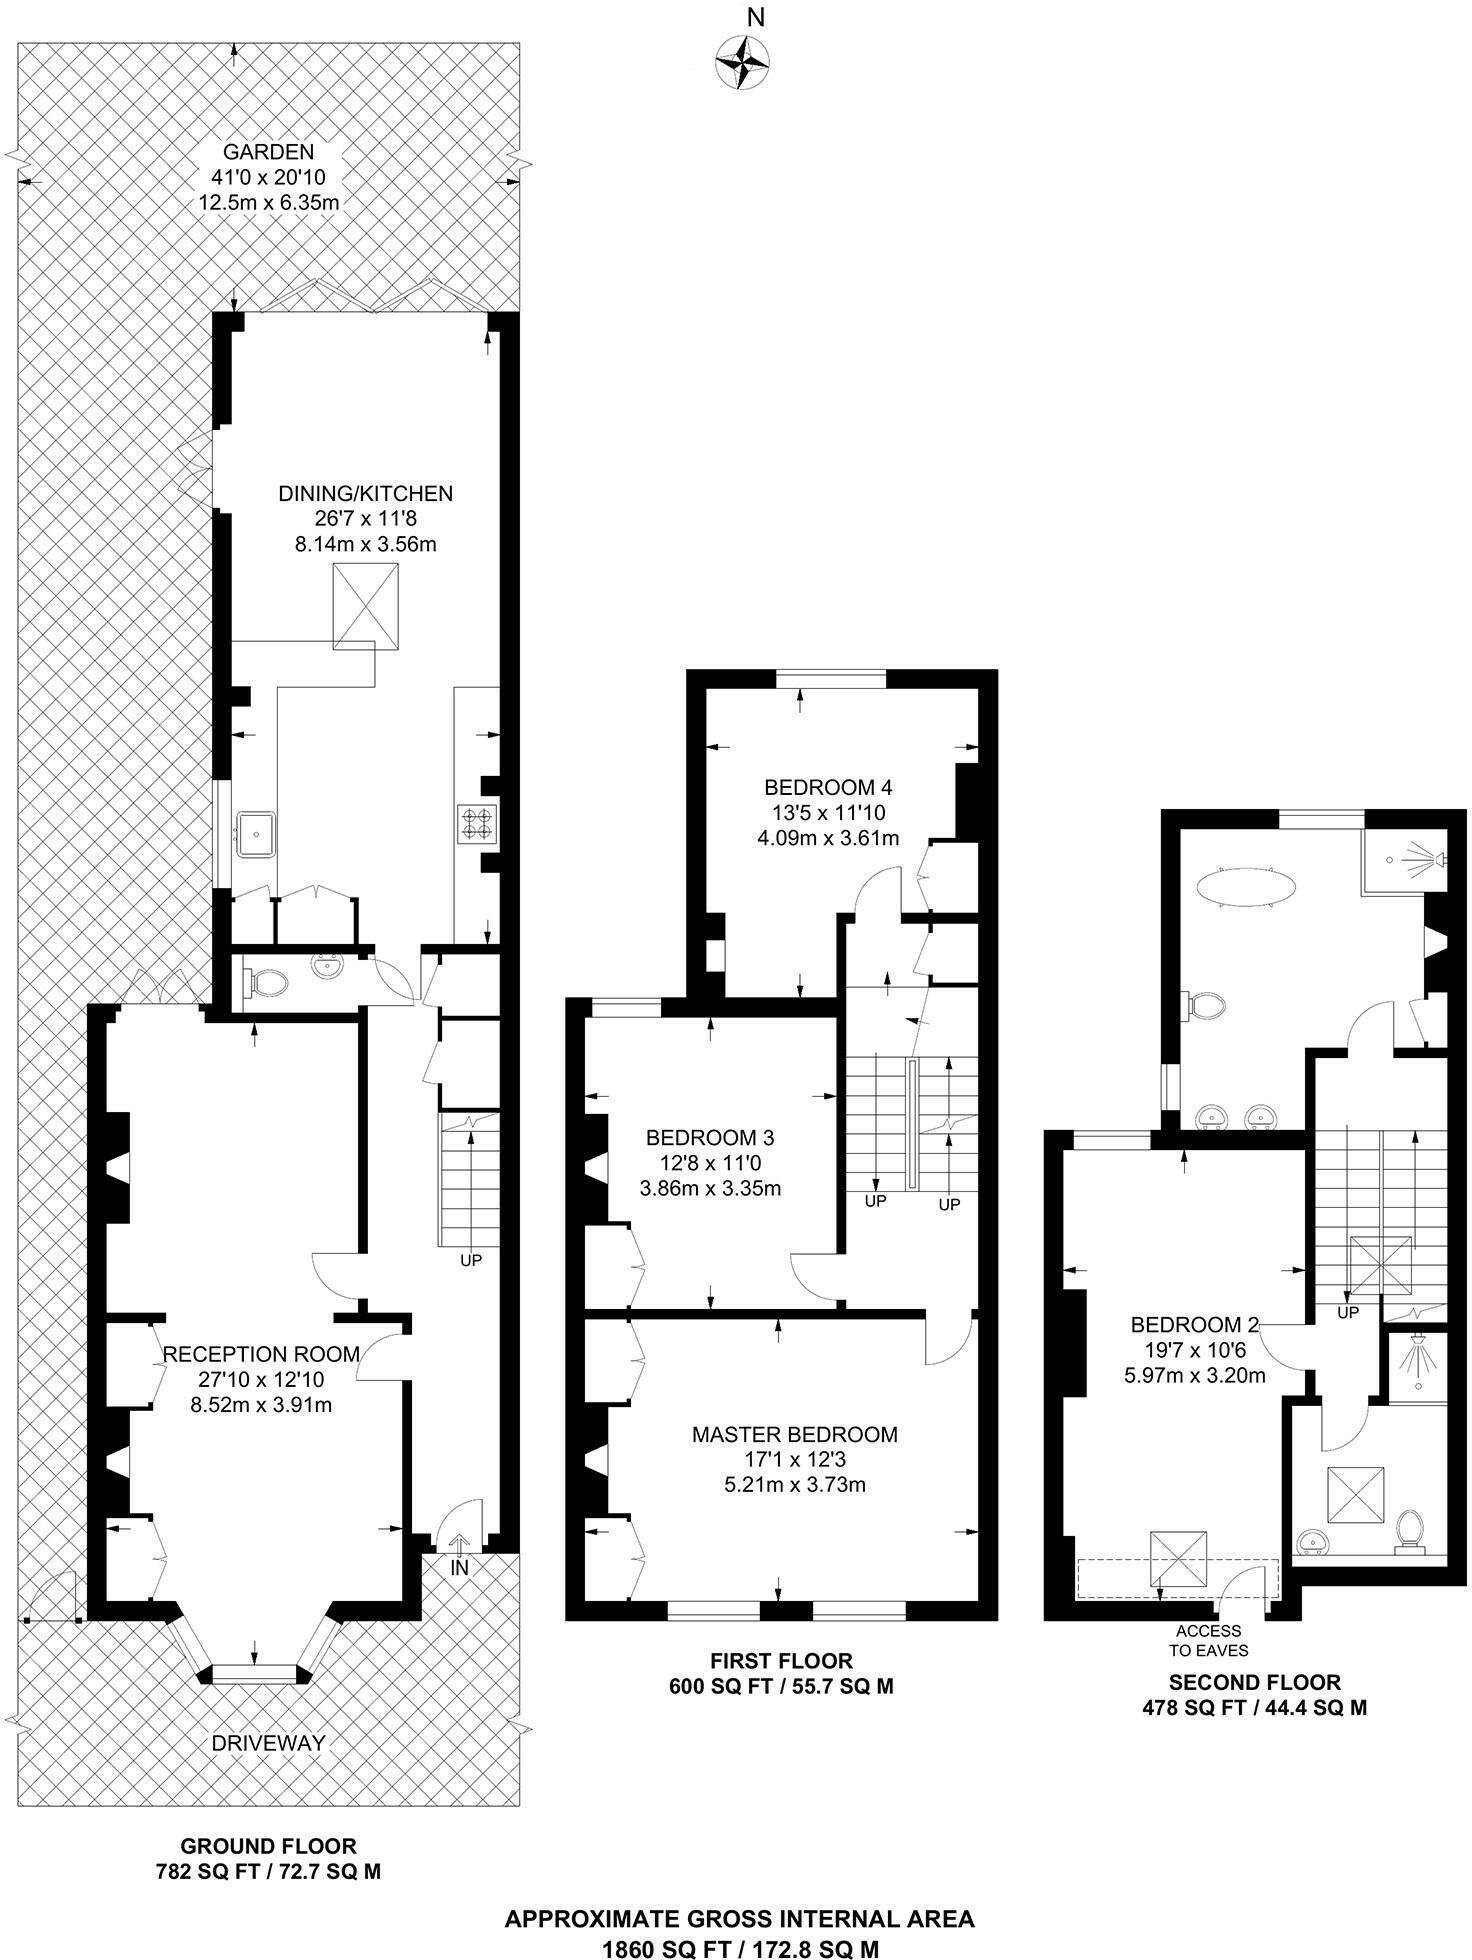 N
GARDEN
41'0 x 20'10
12.5m x 6.35m
DINING/KITCHEN
26'7 x 11'8
8.14m x 3.56m
UP
RECEPTION ROOM
27'10 x 12'10
8.52m x 3.91m
IN
DRIVEWAY
GROUND FLOOR
782 SQ FT / 72.7 SQ M
BEDROOM 4
13'5 x 11'10
4.09m x 3.61m
BEDROOM 3
12'8 x 11'0
3.86m x 3.35m
UP
UP
MASTER BEDROOM
17'1 x 12'3
5.21m x 3.73m
FIRST FLOOR
600 SQ FT / 55.7 SQ M
UP
BEDROOM 2
19'7 x 10'6
5.97m x 3.20m
ACCESS
TO EAVES
SECOND FLOOR
478 SQ FT / 44.4 SQ M
APPROXIMATE GROSS INTERNAL AREA
1860 SQ FT / 172.8 SQ M